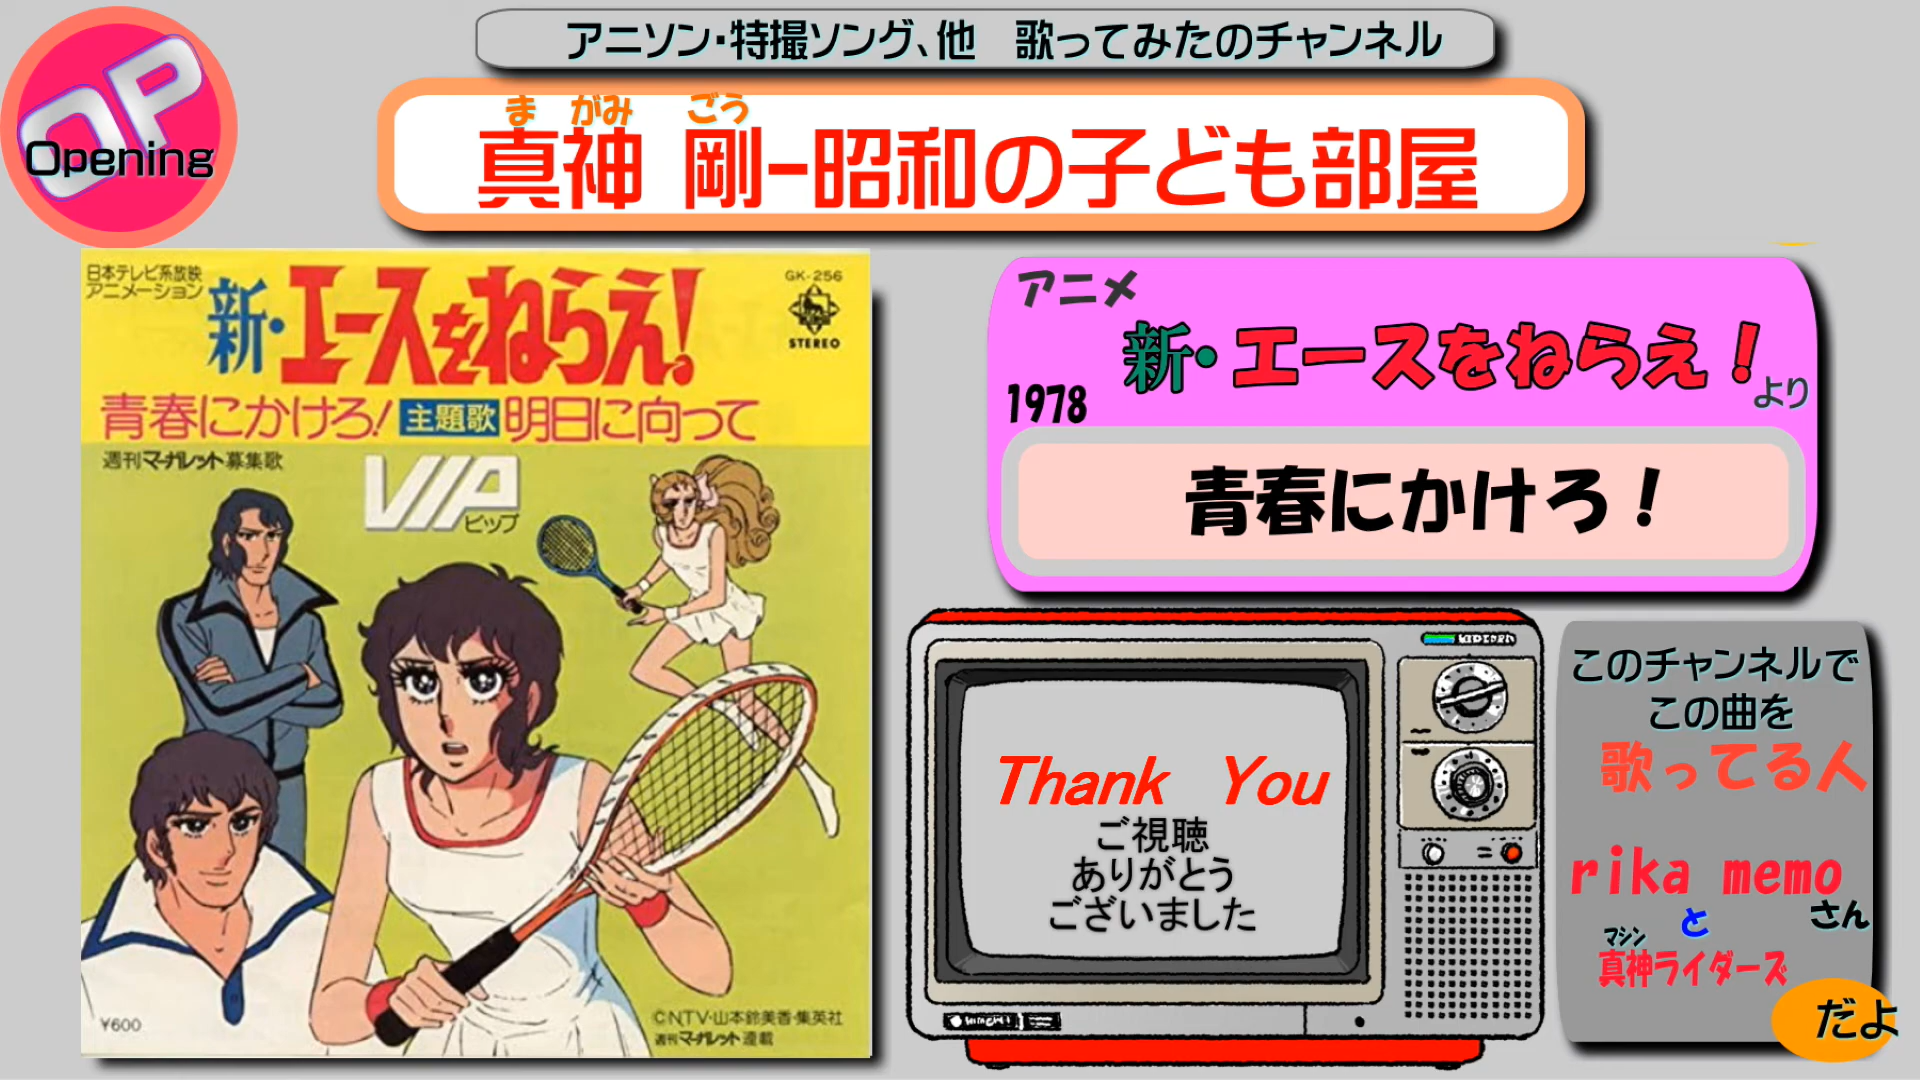 OP
Opening
アニソン・特撮ソング、他　歌ってみたのチャンネル
ま がみ ごう
真神 剛-昭和の子ども部屋
日本テレビ系放映
アニメーション
新・エースをねらえ!
GK-256
STEREO
青春にかけろ! 主題歌 明日に向って
週刊マーガレット募集歌
VIP
ビップ
¥600
©NTV・山本鈴美香・集英社
週刊マーガレット連載
アニメ
新・エースをねらえ！
より
1978
青春にかけろ！
Thank You
ご視聴
ありがとう
ございました
このチャンネルで
この曲を
歌ってる人
rika memo
さん
と
マシン
真神ライダーズ
だよ